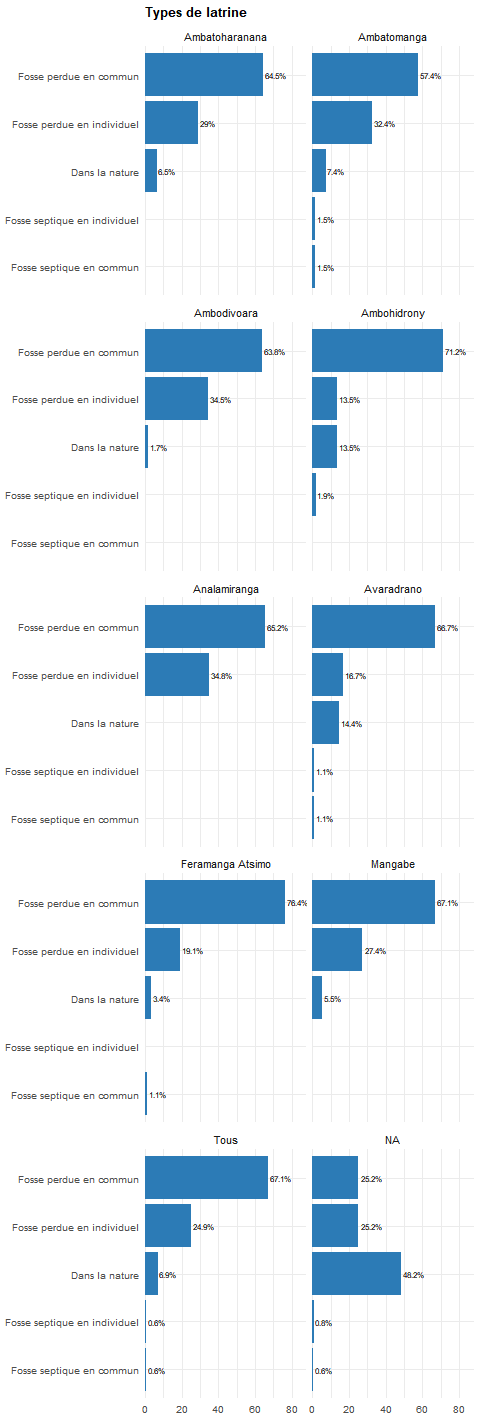 Types de latrine
Ambatoharanana Ambatomanga
Fosse perdue en commun 64.5% 57.4%
Fosse perdue en individuel 29% 32.4%
Dans la nature 6.5% 7.4%
Fosse septique en individuel 1.5%
Fosse septique en commun 1.5%
Ambodivoara Ambohidrony
Fosse perdue en commun 63.8% 71.2%
Fosse perdue en individuel 34.5% 13.5%
Dans la nature 1.7% 13.5%
Fosse septique en individuel 1.9%
Fosse septique en commun
Analamiranga Avaradrano
Fosse perdue en commun 65.2% 66.7%
Fosse perdue en individuel 34.8% 16.7%
Dans la nature 14.4%
Fosse septique en individuel 1.1%
Fosse septique en commun 1.1%
Feramanga Atsimo Mangabe
Fosse perdue en commun 76.4% 67.1%
Fosse perdue en individuel 19.1% 27.4%
Dans la nature 3.4% 5.5%
Fosse septique en individuel
Fosse septique en commun 1.1%
Tous NA
Fosse perdue en commun 67.1% 25.2%
Fosse perdue en individuel 24.9% 25.2%
Dans la nature 6.9% 48.2%
Fosse septique en individuel 0.6% 0.8%
Fosse septique en commun 0.6% 0.6%
0 20 40 60 80 0 20 40 60 80